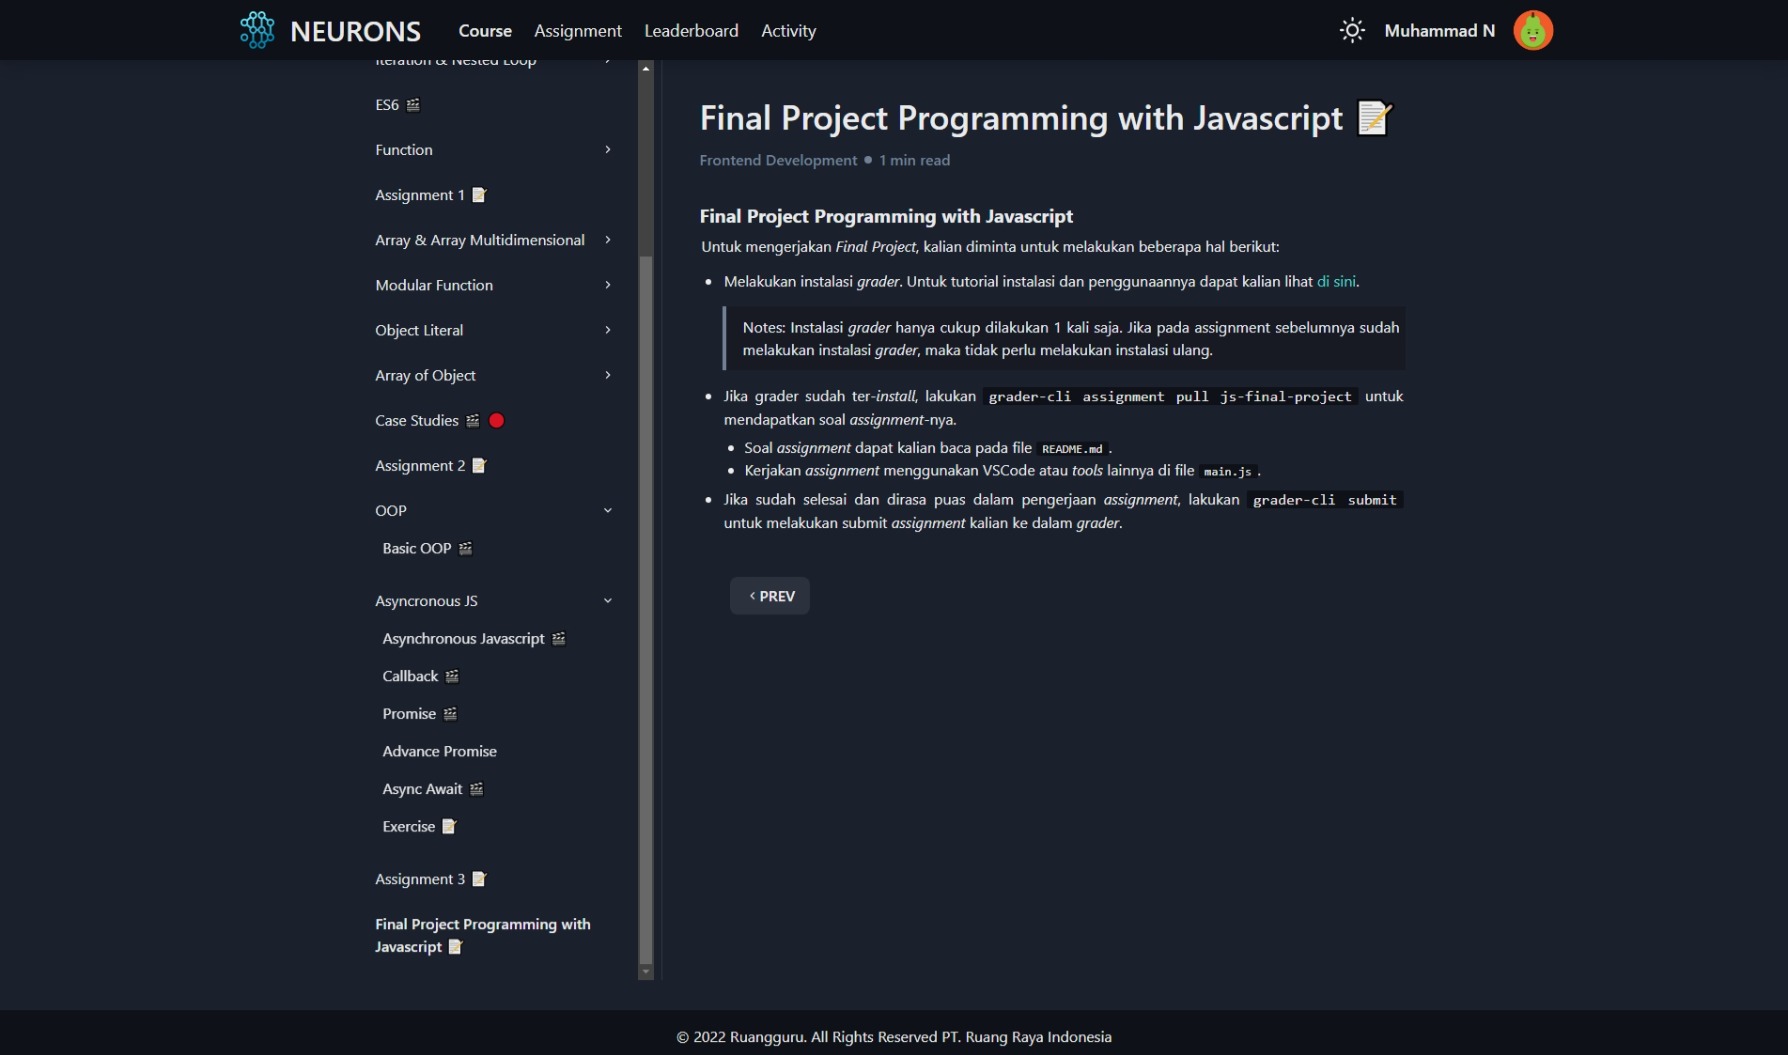 NEURONS
Course
Assignment
Leaderboard
Activity
Muhammad N
Iteration & Nested Loop
ES6
Function
Assignment 1
Array & Array Multidimensional
Modular Function
Object Literal
Array of Object
Case Studies
Assignment 2
OOP
Basic OOP
Asyncronous JS
Asynchronous Javascript
Callback
Promise
Advance Promise
Async Await
Exercise
Assignment 3
Final Project Programming with
Javascript
Final Project Programming with Javascript
Frontend Development • 1 min read
Final Project Programming with Javascript
Untuk mengerjakan Final Project, kalian diminta untuk melakukan beberapa hal berikut:
• Melakukan instalasi grader. Untuk tutorial instalasi dan penggunaannya dapat kalian lihat di sini.
Notes: Instalasi grader hanya cukup dilakukan 1 kali saja. Jika pada assignment sebelumnya sudah
melakukan instalasi grader, maka tidak perlu melakukan instalasi ulang.
• Jika grader sudah ter-install, lakukan grader-cli assignment pull js-final-project untuk
mendapatkan soal assignment-nya.
• Soal assignment dapat kalian baca pada file README.md .
• Kerjakan assignment menggunakan VSCode atau tools lainnya di file main.js .
• Jika sudah selesai dan dirasa puas dalam pengerjaan assignment, lakukan grader-cli submit
untuk melakukan submit assignment kalian ke dalam grader.
‹ PREV
© 2022 Ruangguru. All Rights Reserved PT. Ruang Raya Indonesia